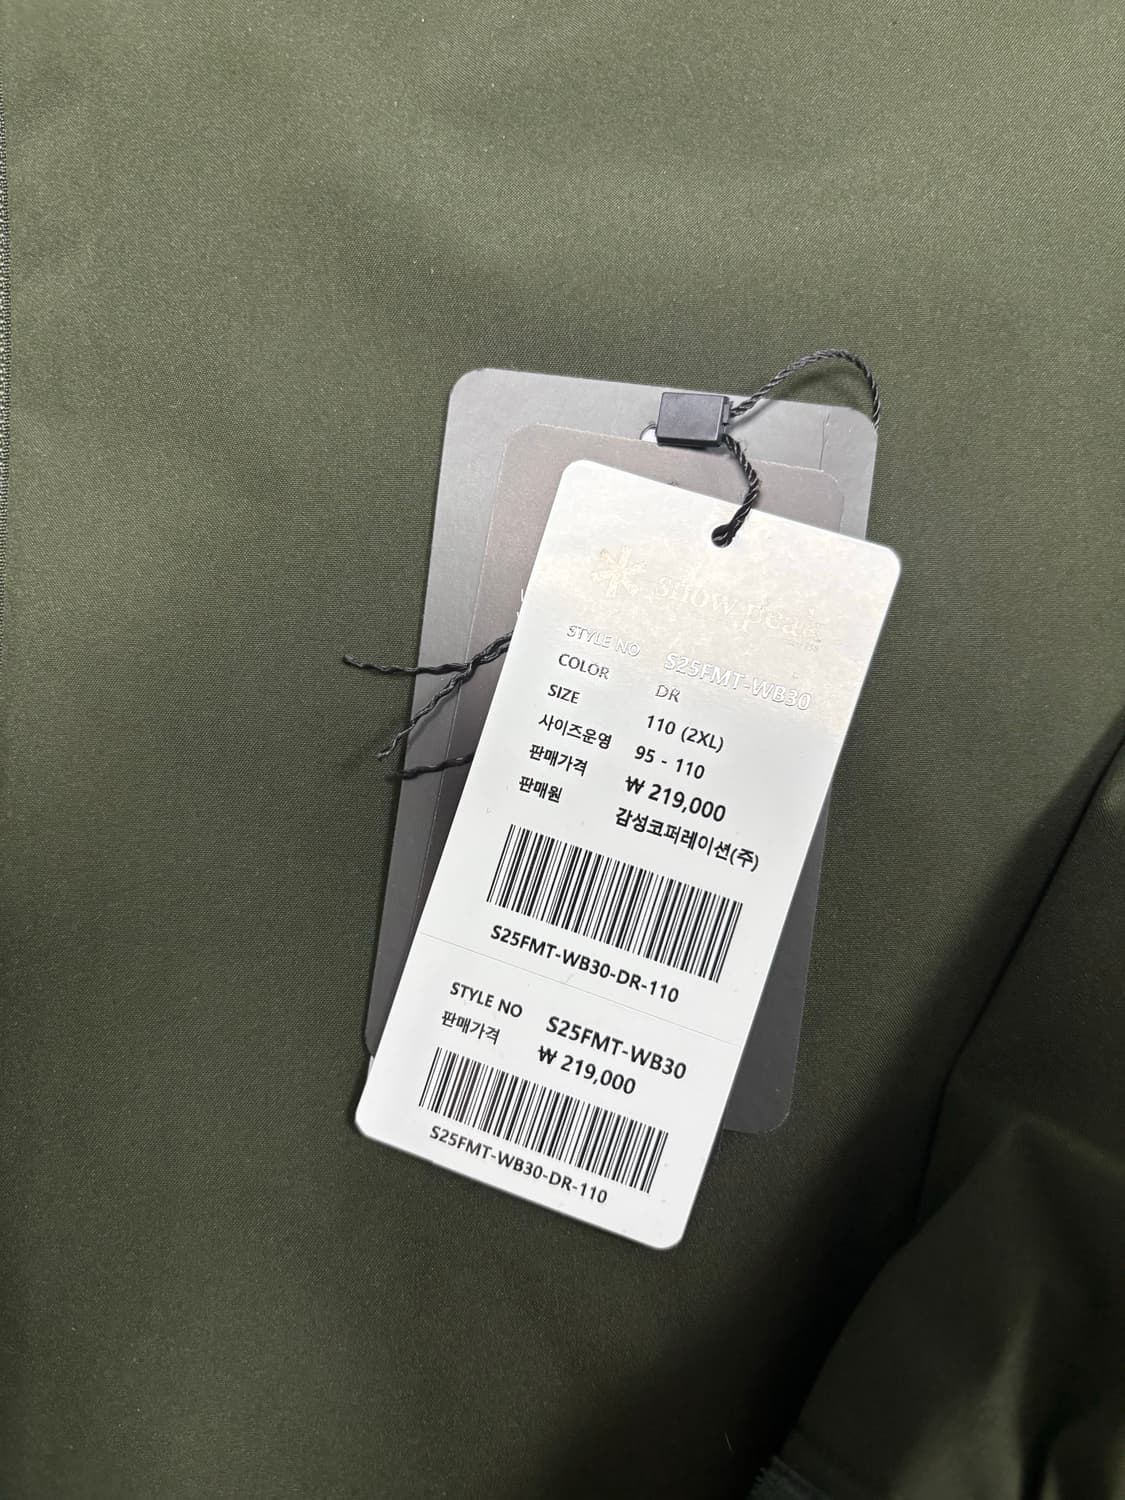 snow peak
STYLE NO S25FMT-WB30
COLOR DR
SIZE 110 (2XL)
사이즈운영 95 - 110
판매가격 ₩ 219,000
판매원 감성코퍼레이션(주)
S25FMT-WB30-DR-110
STYLE NO S25FMT-WB30
판매가격 ₩ 219,000
S25FMT-WB30-DR-110